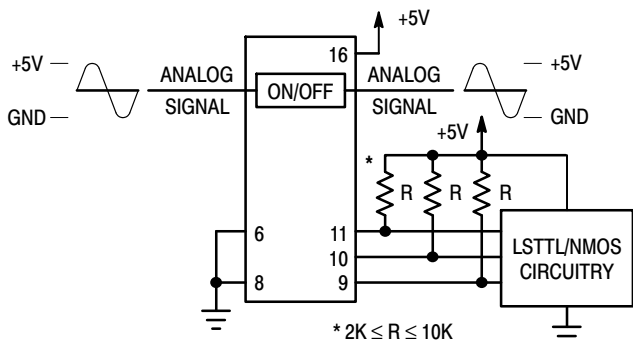 +5V
16
+5V
ANALOG
SIGNAL
ON/OFF
ANALOG
SIGNAL
+5V
GND
GND
+5V
*
R
R
R
6
11
LSTTL/NMOS
CIRCUITRY
10
8
9
* 2K ≤ R ≤ 10K